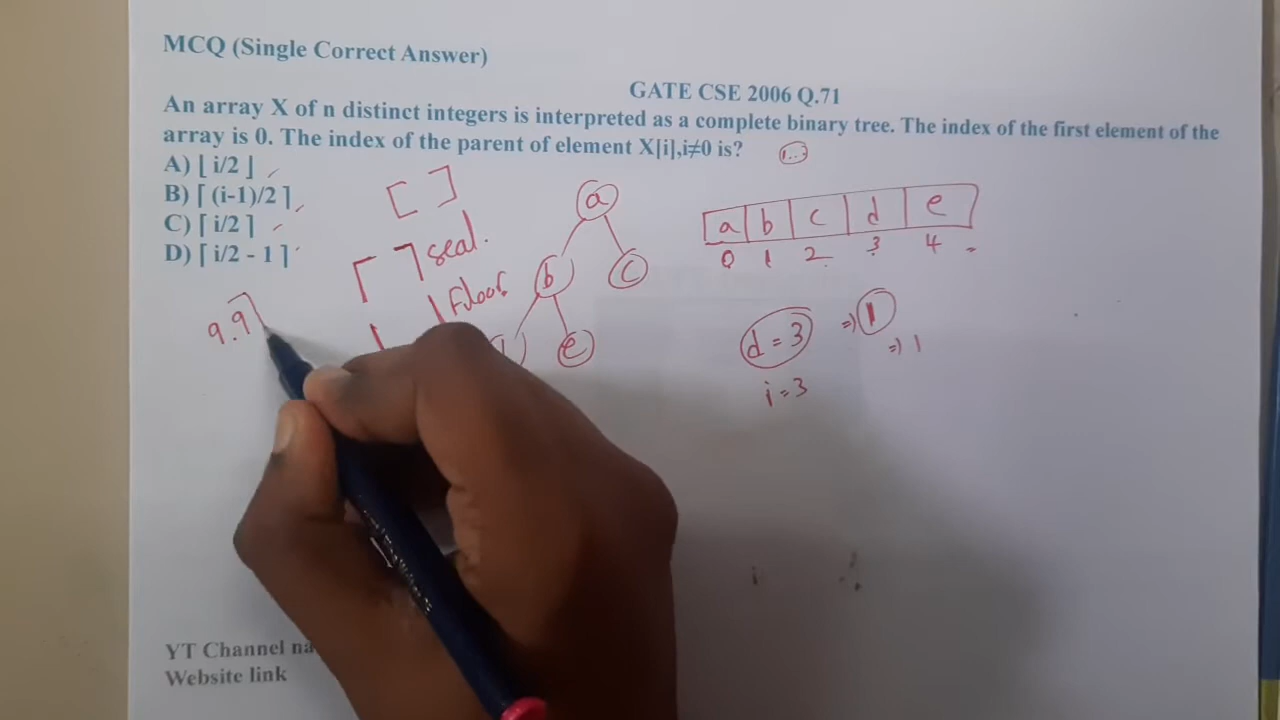 MCQ (Single Correct Answer)
GATE CSE 2006 Q.71
An array X of n distinct integers is interpreted as a complete binary tree. The index of the first element of the
array is 0. The index of the parent of element X[i],i≠0 is?
A) ⌊ i/2 ⌋
B) ⌈ (i-1)/2 ⌉
C) ⌈ i/2 ⌉
D) ⌈ i/2 - 1 ⌉
[ ]
⌈ ⌉ seal.
floor
9.9⌉
a
b c
e
a b c d e
0 1 2 3 4
d = 3 ⇒ 1
⇒ 1
i = 3
YT Channel
Website link